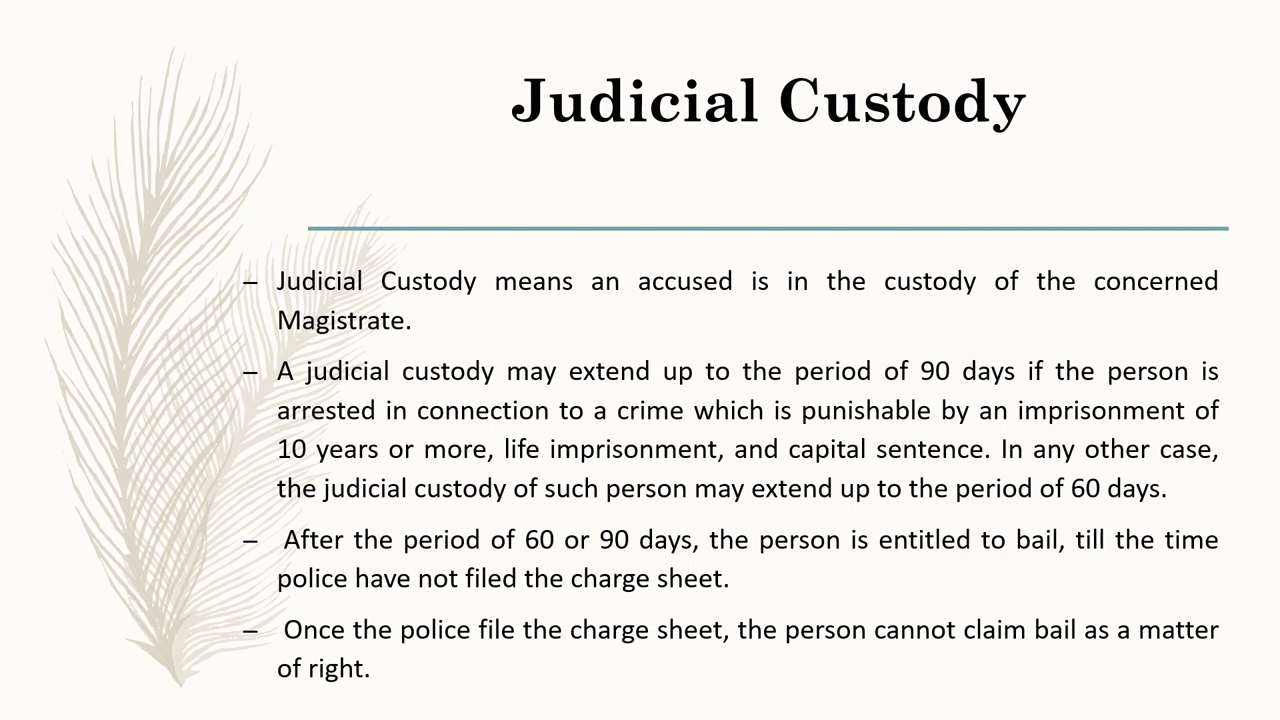 Judicial Custody
– Judicial Custody means an accused is in the custody of the concerned
Magistrate.
– A judicial custody may extend up to the period of 90 days if the person is
arrested in connection to a crime which is punishable by an imprisonment of
10 years or more, life imprisonment, and capital sentence. In any other case,
the judicial custody of such person may extend up to the period of 60 days.
– After the period of 60 or 90 days, the person is entitled to bail, till the time
police have not filed the charge sheet.
– Once the police file the charge sheet, the person cannot claim bail as a matter
of right.